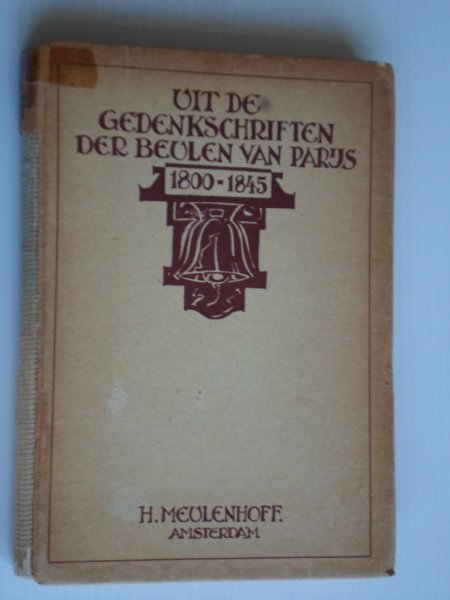 UIT DE
GEDENKSCHRIFTEN
DER BEULEN VAN PARIJS
1800-1845
H. MEULENHOFF.
AMSTERDAM